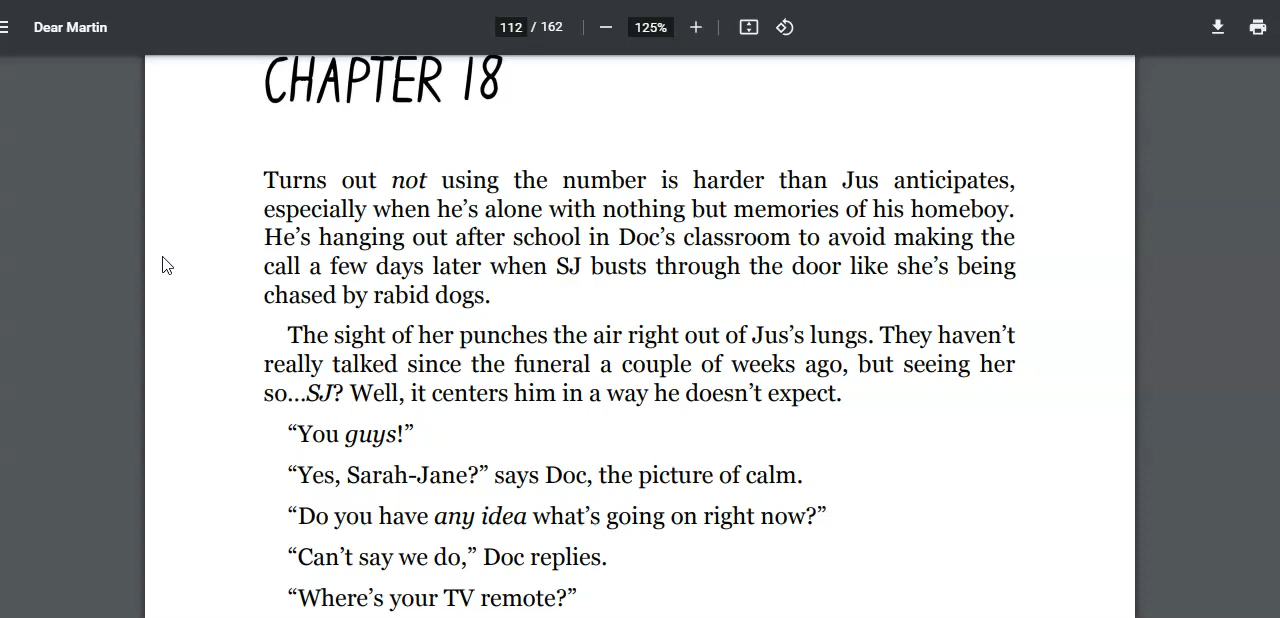 Dear Martin
112 / 162
125%
CHAPTER 18
Turns out not using the number is harder than Jus anticipates,
especially when he’s alone with nothing but memories of his homeboy.
He’s hanging out after school in Doc’s classroom to avoid making the
call a few days later when SJ busts through the door like she’s being
chased by rabid dogs.
The sight of her punches the air right out of Jus’s lungs. They haven’t
really talked since the funeral a couple of weeks ago, but seeing her
so...SJ? Well, it centers him in a way he doesn’t expect.
“You guys!”
“Yes, Sarah-Jane?” says Doc, the picture of calm.
“Do you have any idea what’s going on right now?”
“Can’t say we do,” Doc replies.
“Where’s your TV remote?”